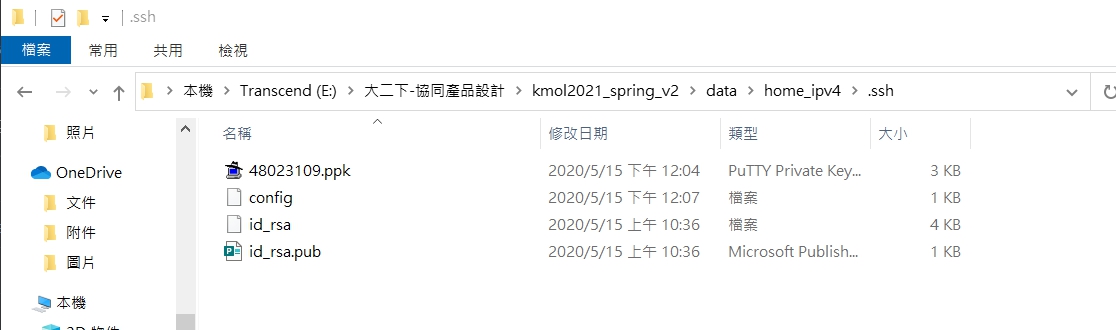 .ssh
檔案 常用 共用 檢視
本機 Transcend (E:) 大二下-協同產品設計 kmol2021_spring_v2 data home_ipv4 .ssh
照片
OneDrive
文件
附件
圖片
本機
名稱 修改日期 類型 大小
48023109.ppk 2020/5/15 下午 12:04 PuTTY Private Key... 3 KB
config 2020/5/15 下午 12:07 檔案 1 KB
id_rsa 2020/5/15 上午 10:36 檔案 4 KB
id_rsa.pub 2020/5/15 上午 10:36 Microsoft Publish... 1 KB